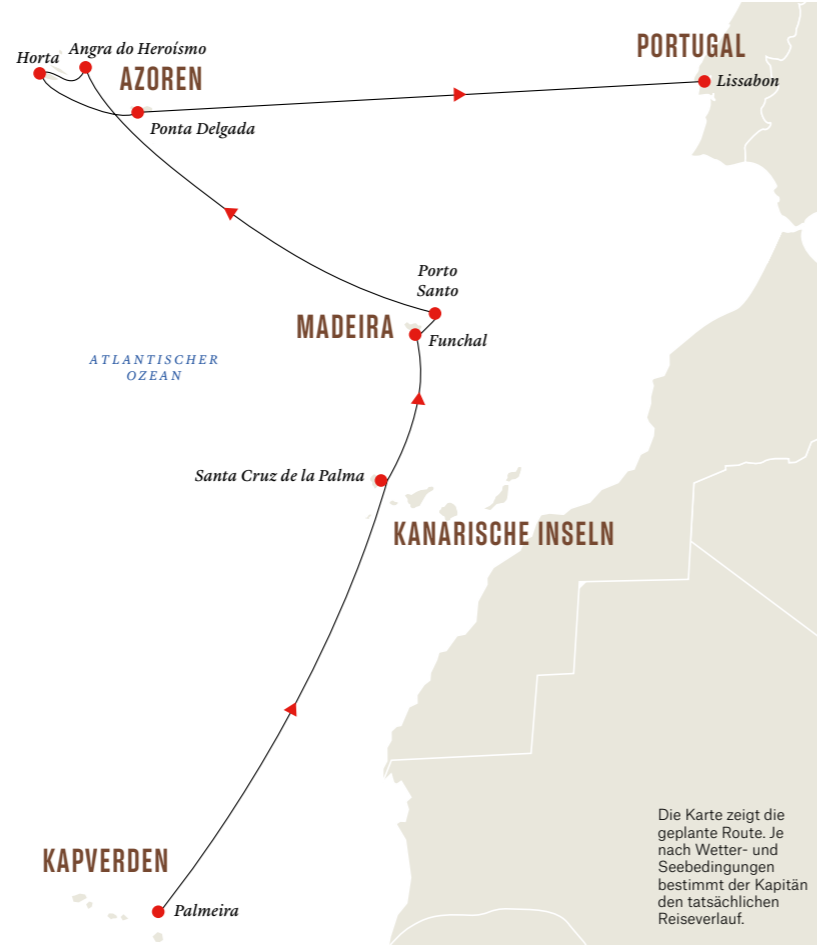 Horta
Angra do Heroísmo
AZOREN
PORTUGAL
Lissabon
Ponta Delgada
Porto
Santo
MADEIRA
Funchal
ATLANTISCHER
OZEAN
Santa Cruz de la Palma
KANARISCHE INSELN
KAPVERDEN
Palmeira
Die Karte zeigt die
geplante Route. Je
nach Wetter- und
Seebedingungen
bestimmt der Kapitän
den tatsächlichen
Reiseverlauf.